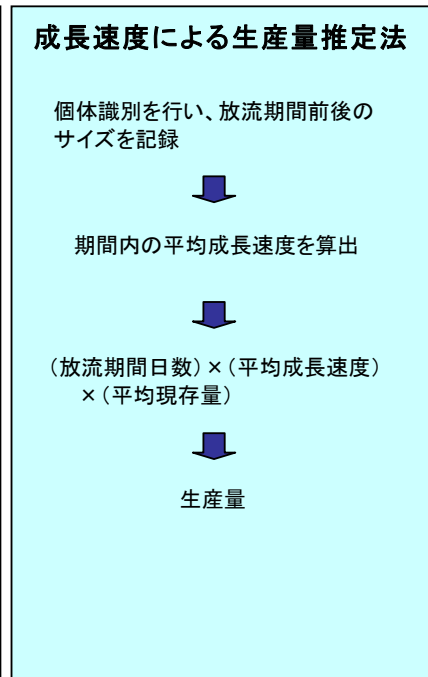 成長速度による生産量推定法
個体識別を行い、放流期間前後の
サイズを記録
期間内の平均成長速度を算出
（放流期間日数）×（平均成長速度）
×（平均現存量）
生産量